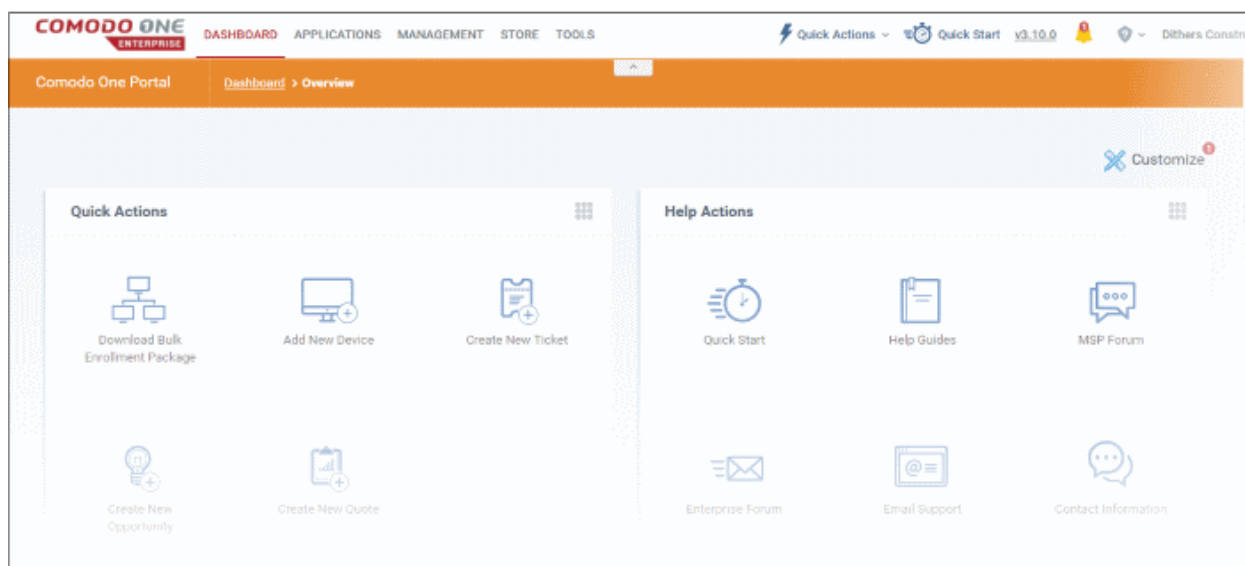 COMODO ONE
ENTERPRISE
DASHBOARD APPLICATIONS MANAGEMENT STORE TOOLS
Quick Actions Quick Start v3.10.0
Dithers Constr
Comodo One Portal Dashboard > Overview
Customize
Quick Actions
Download Bulk
Enrollment Package
Add New Device
Create New Ticket
Create New
Opportunity
Create New Quote
Help Actions
Quick Start
Help Guides
MSP Forum
Enterprise Forum
Email Support
Contact Information